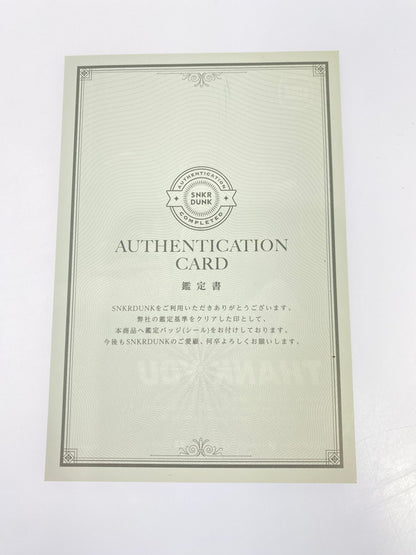 AUTHENTICATION
SNKR
DUNK
COMPLETED
AUTHENTICATION
CARD
鑑定書
SNKRDUNKをご利用いただきありがとうございます。
弊社の鑑定基準をクリアした印として、
本商品へ鑑定バッジ(シール)をお付けしております。
今後もSNKRDUNKのご愛顧、何卒よろしくお願いします。
THANK YOU